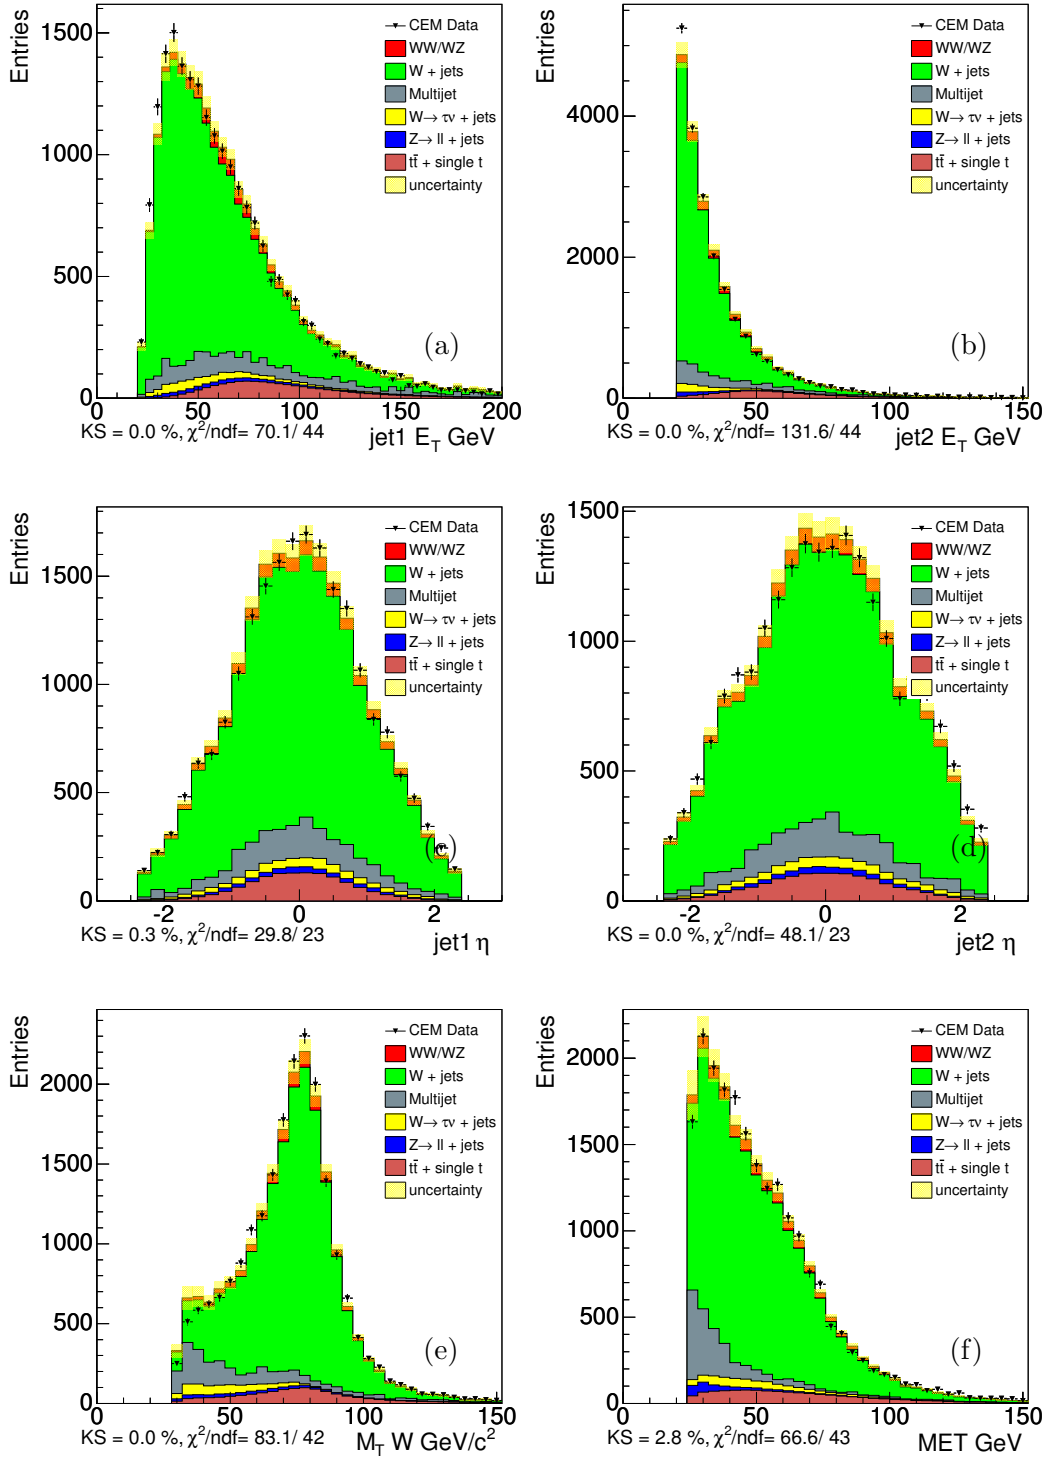 Entries
1500
1000
500
0
CEM Data
WW/WZ
W + jets
Multijet
W→ τν + jets
Z→ ll + jets
tt̄ + single t
uncertainty
(a)
0 50 100 150 200
KS = 0.0 %, χ²/ndf= 70.1/ 44
jet1 E_T GeV
Entries
4000
2000
0
CEM Data
WW/WZ
W + jets
Multijet
W→ τν + jets
Z→ ll + jets
tt̄ + single t
uncertainty
(b)
0 50 100 150
KS = 0.0 %, χ²/ndf= 131.6/ 44
jet2 E_T GeV
Entries
1500
1000
500
0
CEM Data
WW/WZ
W + jets
Multijet
W→ τν + jets
Z→ ll + jets
tt̄ + single t
uncertainty
(c)
-2 0 2
KS = 0.3 %, χ²/ndf= 29.8/ 23
jet1 η
Entries
1500
1000
500
0
CEM Data
WW/WZ
W + jets
Multijet
W→ τν + jets
Z→ ll + jets
tt̄ + single t
uncertainty
(d)
-2 0 2
KS = 0.0 %, χ²/ndf= 48.1/ 23
jet2 η
Entries
2000
1500
1000
500
0
CEM Data
WW/WZ
W + jets
Multijet
W→ τν + jets
Z→ ll + jets
tt̄ + single t
uncertainty
(e)
0 50 100 150
KS = 0.0 %, χ²/ndf= 83.1/ 42
M_T W GeV/c²
Entries
2000
1500
1000
500
0
CEM Data
WW/WZ
W + jets
Multijet
W→ τν + jets
Z→ ll + jets
tt̄ + single t
uncertainty
(f)
0 50 100 150
KS = 2.8 %, χ²/ndf= 66.6/ 43
MET GeV